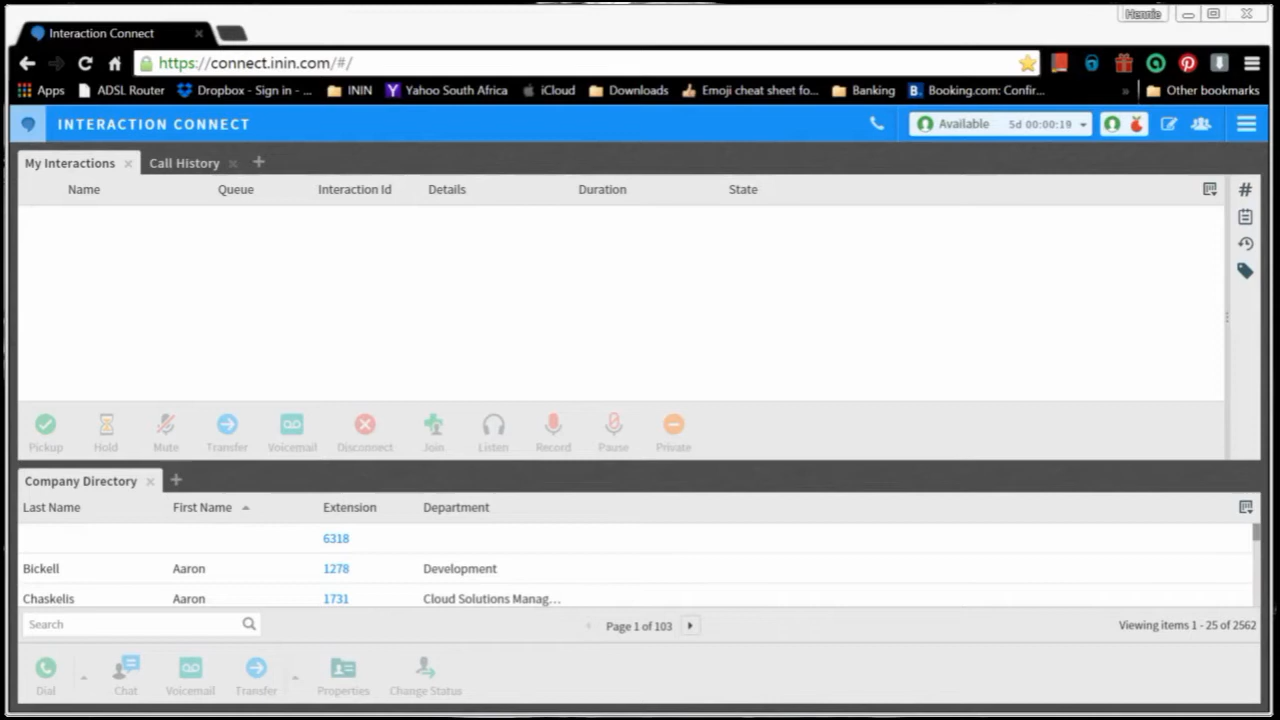 Hennie
Interaction Connect
https://connect.inin.com/#/
Apps ADSL Router Dropbox - Sign in - ... ININ Yahoo South Africa iCloud Downloads Emoji cheat sheet fo... Banking Booking.com: Confir... » Other bookmarks
INTERACTION CONNECT Available 5d 00:00:19
My Interactions Call History
Name Queue Interaction Id Details Duration State
Pickup Hold Mute Transfer Voicemail Disconnect Join Listen Record Pause Private
Company Directory
Last Name First Name Extension Department
6318
Bickell Aaron 1278 Development
Chaskelis Aaron 1731 Cloud Solutions Manag...
Search Page 1 of 103 Viewing items 1 - 25 of 2562
Dial Chat Voicemail Transfer Properties Change Status